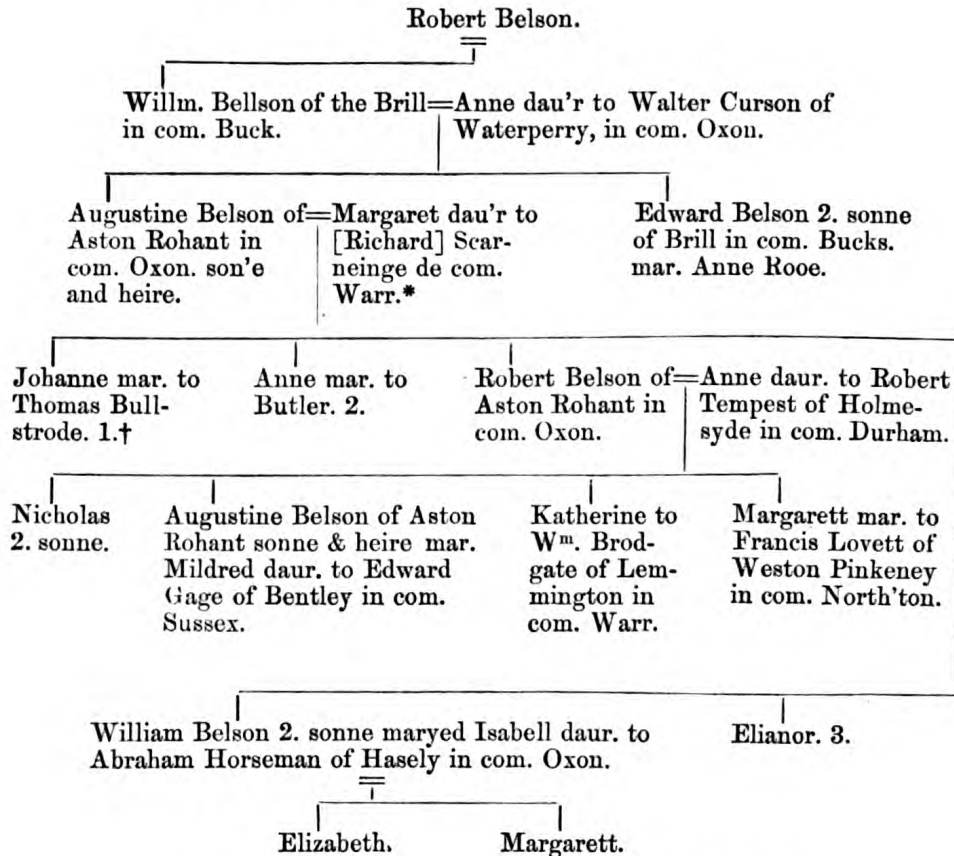 Robert Belson.
Willm. Bellson of the Brill=Anne dau'r to Walter Curson of
in com. Buck. Waterperry, in com. Oxon.
Augustine Belson of=Margaret dau'r to
Aston Rohant in [Richard] Scar-
com. Oxon. son'e neinge de com.
and heire. Warr.*
Edward Belson 2. sonne
of Brill in com. Bucks.
mar. Anne Rooe.
Johanne mar. to
Thomas Bull-
strode. 1.†
Anne mar. to
Butler. 2.
Robert Belson of=Anne daur. to Robert
Aston Rohant in Tempest of Holme-
com. Oxon. syde in com. Durham.
Nicholas
2. sonne.
Augustine Belson of Aston
Rohant sonne & heire mar.
Mildred daur. to Edward
Gage of Bentley in com.
Sussex.
Katherine to
Wm. Brod-
gate of Lem-
mington in
com. Warr.
Margarett mar. to
Francis Lovett of
Weston Pinkeney
in com. North'ton.
William Belson 2. sonne maryed Isabell daur. to
Abraham Horseman of Hasely in com. Oxon.
Elianor. 3.
Elizabeth.
Margarett.